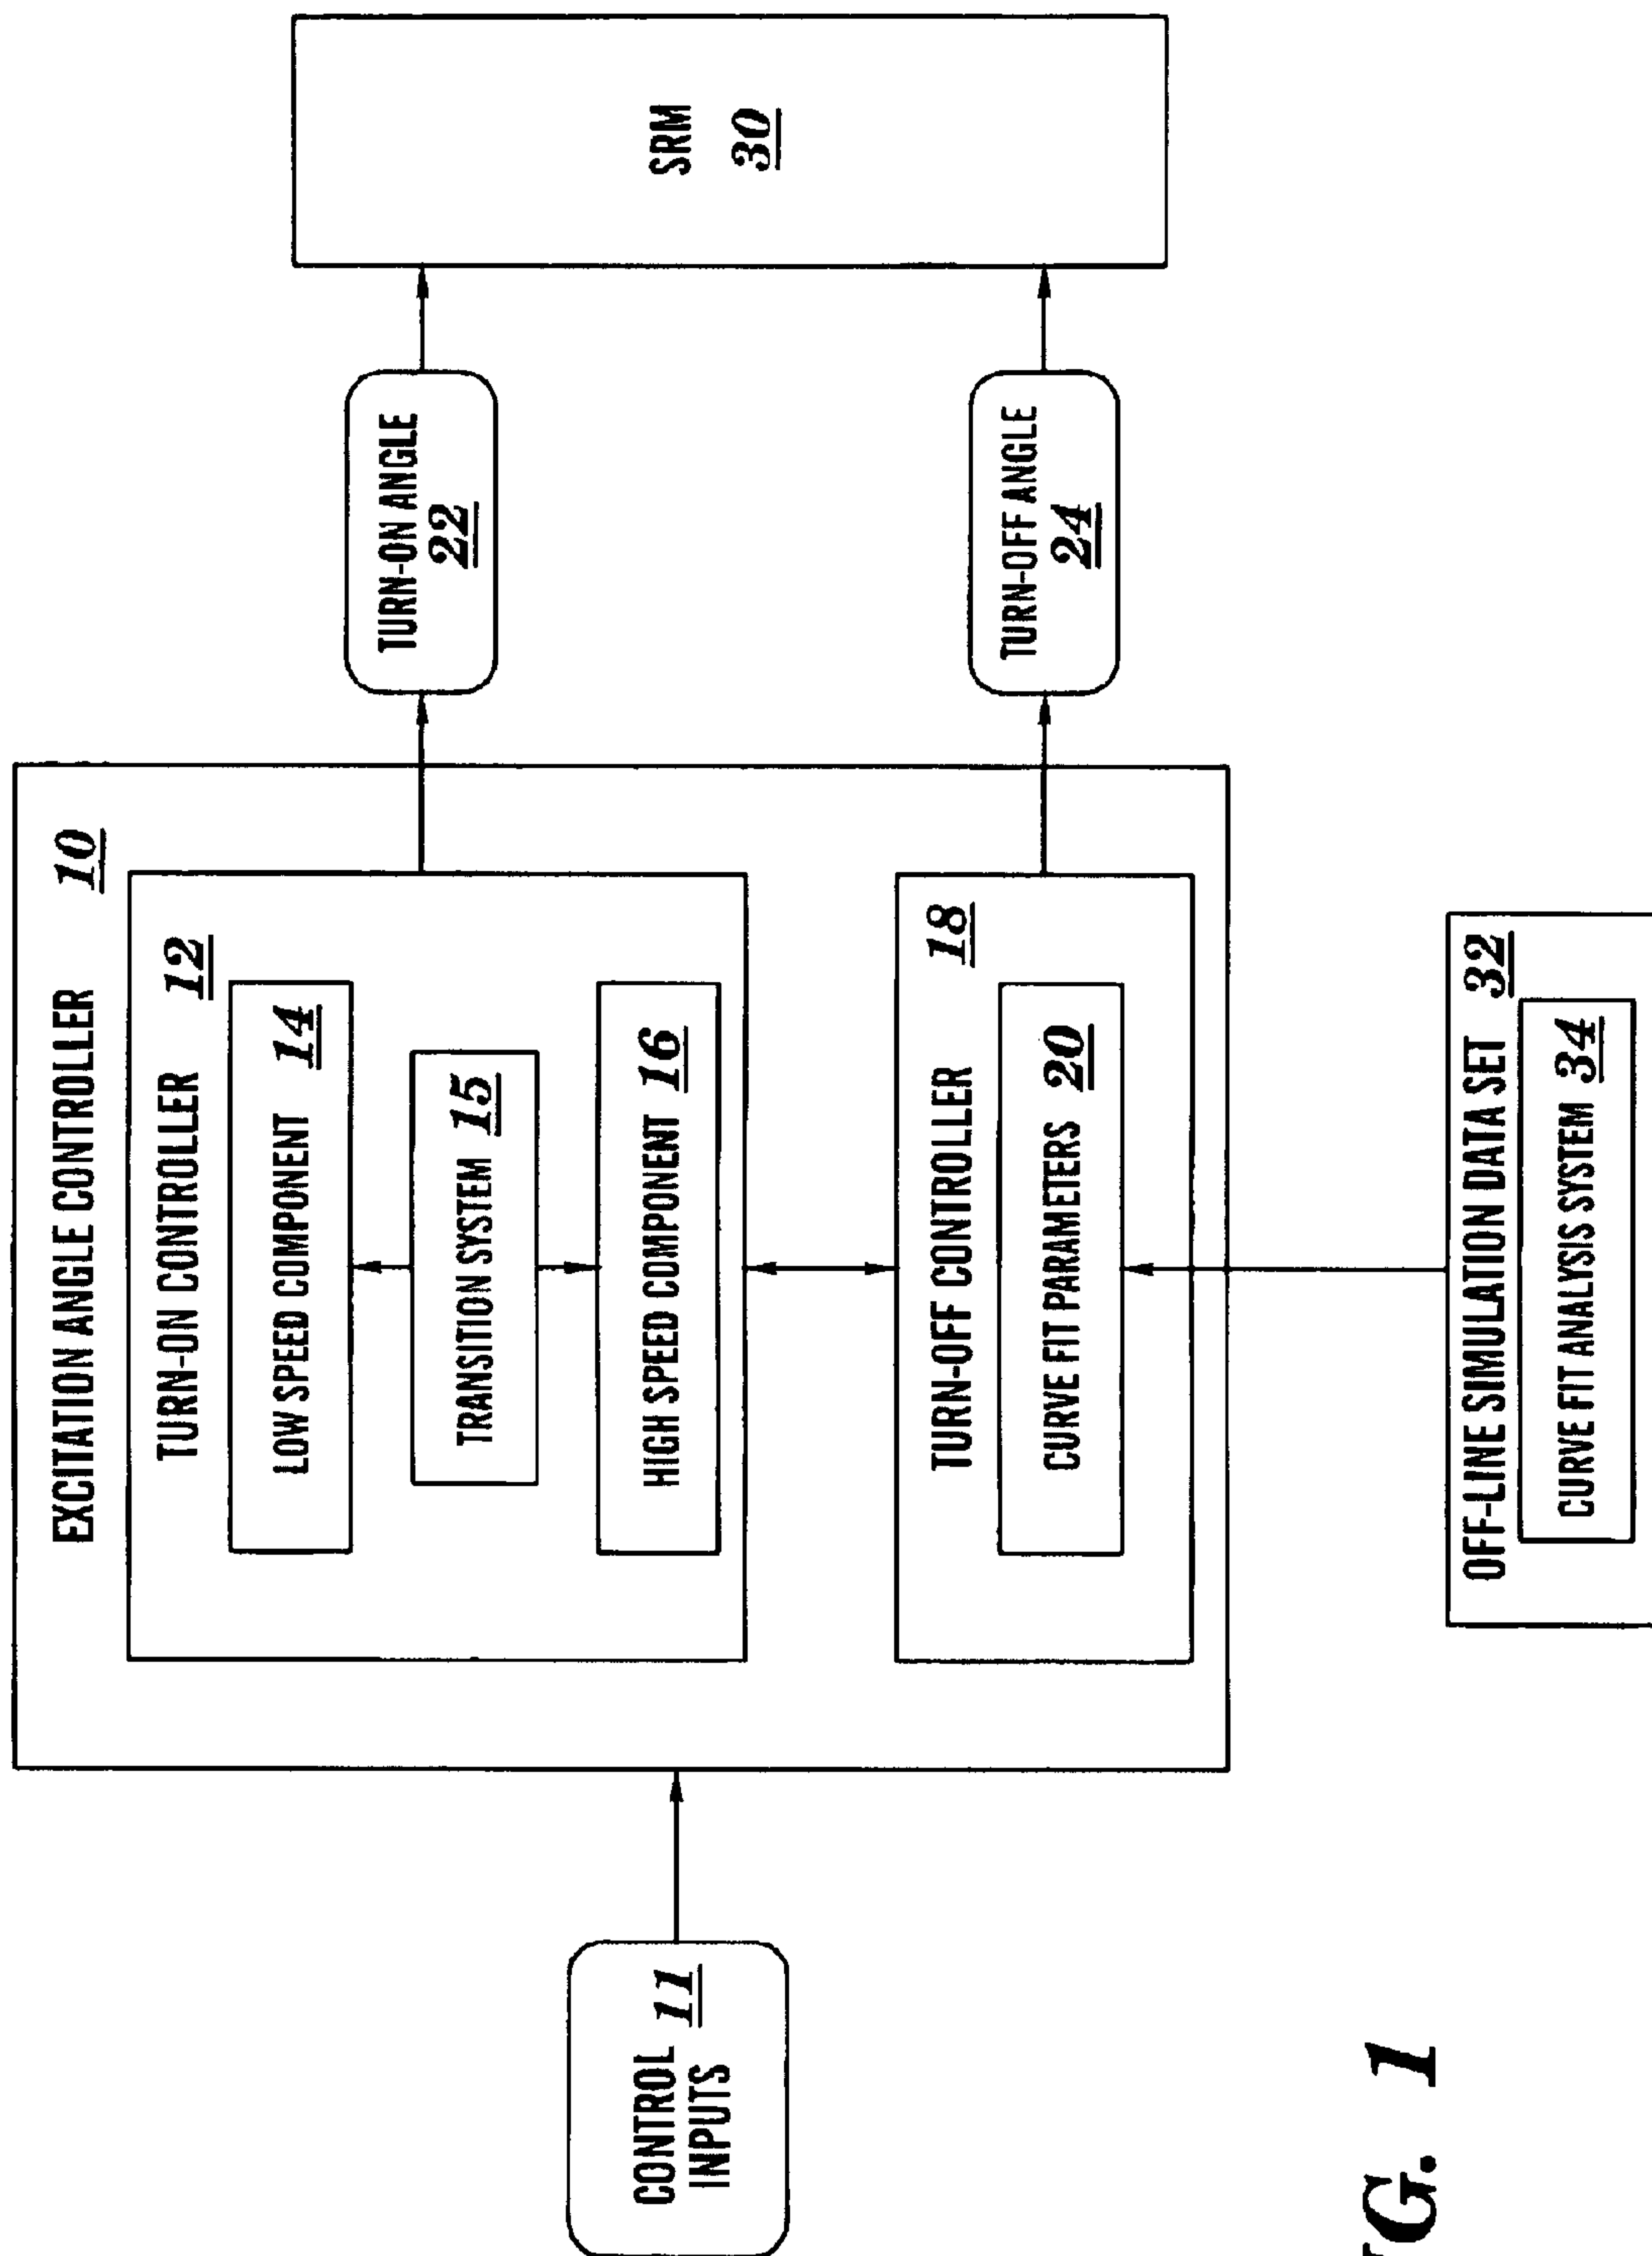 EXCITATION ANGLE CONTROLLER 10
TURN-ON CONTROLLER 12
LOW SPEED COMPONENT 14
TRANSITION SYSTEM 15
HIGH SPEED COMPONENT 16
TURN-OFF CONTROLLER 18
CURVE FIT PARAMETERS 20
CONTROL 11
INPUTS
TURN-ON ANGLE
22
TURN-OFF ANGLE
24
SRM
30
OFF-LINE SIMULATION DATA SET 32
CURVE FIT ANALYSIS SYSTEM 34
IG. 1